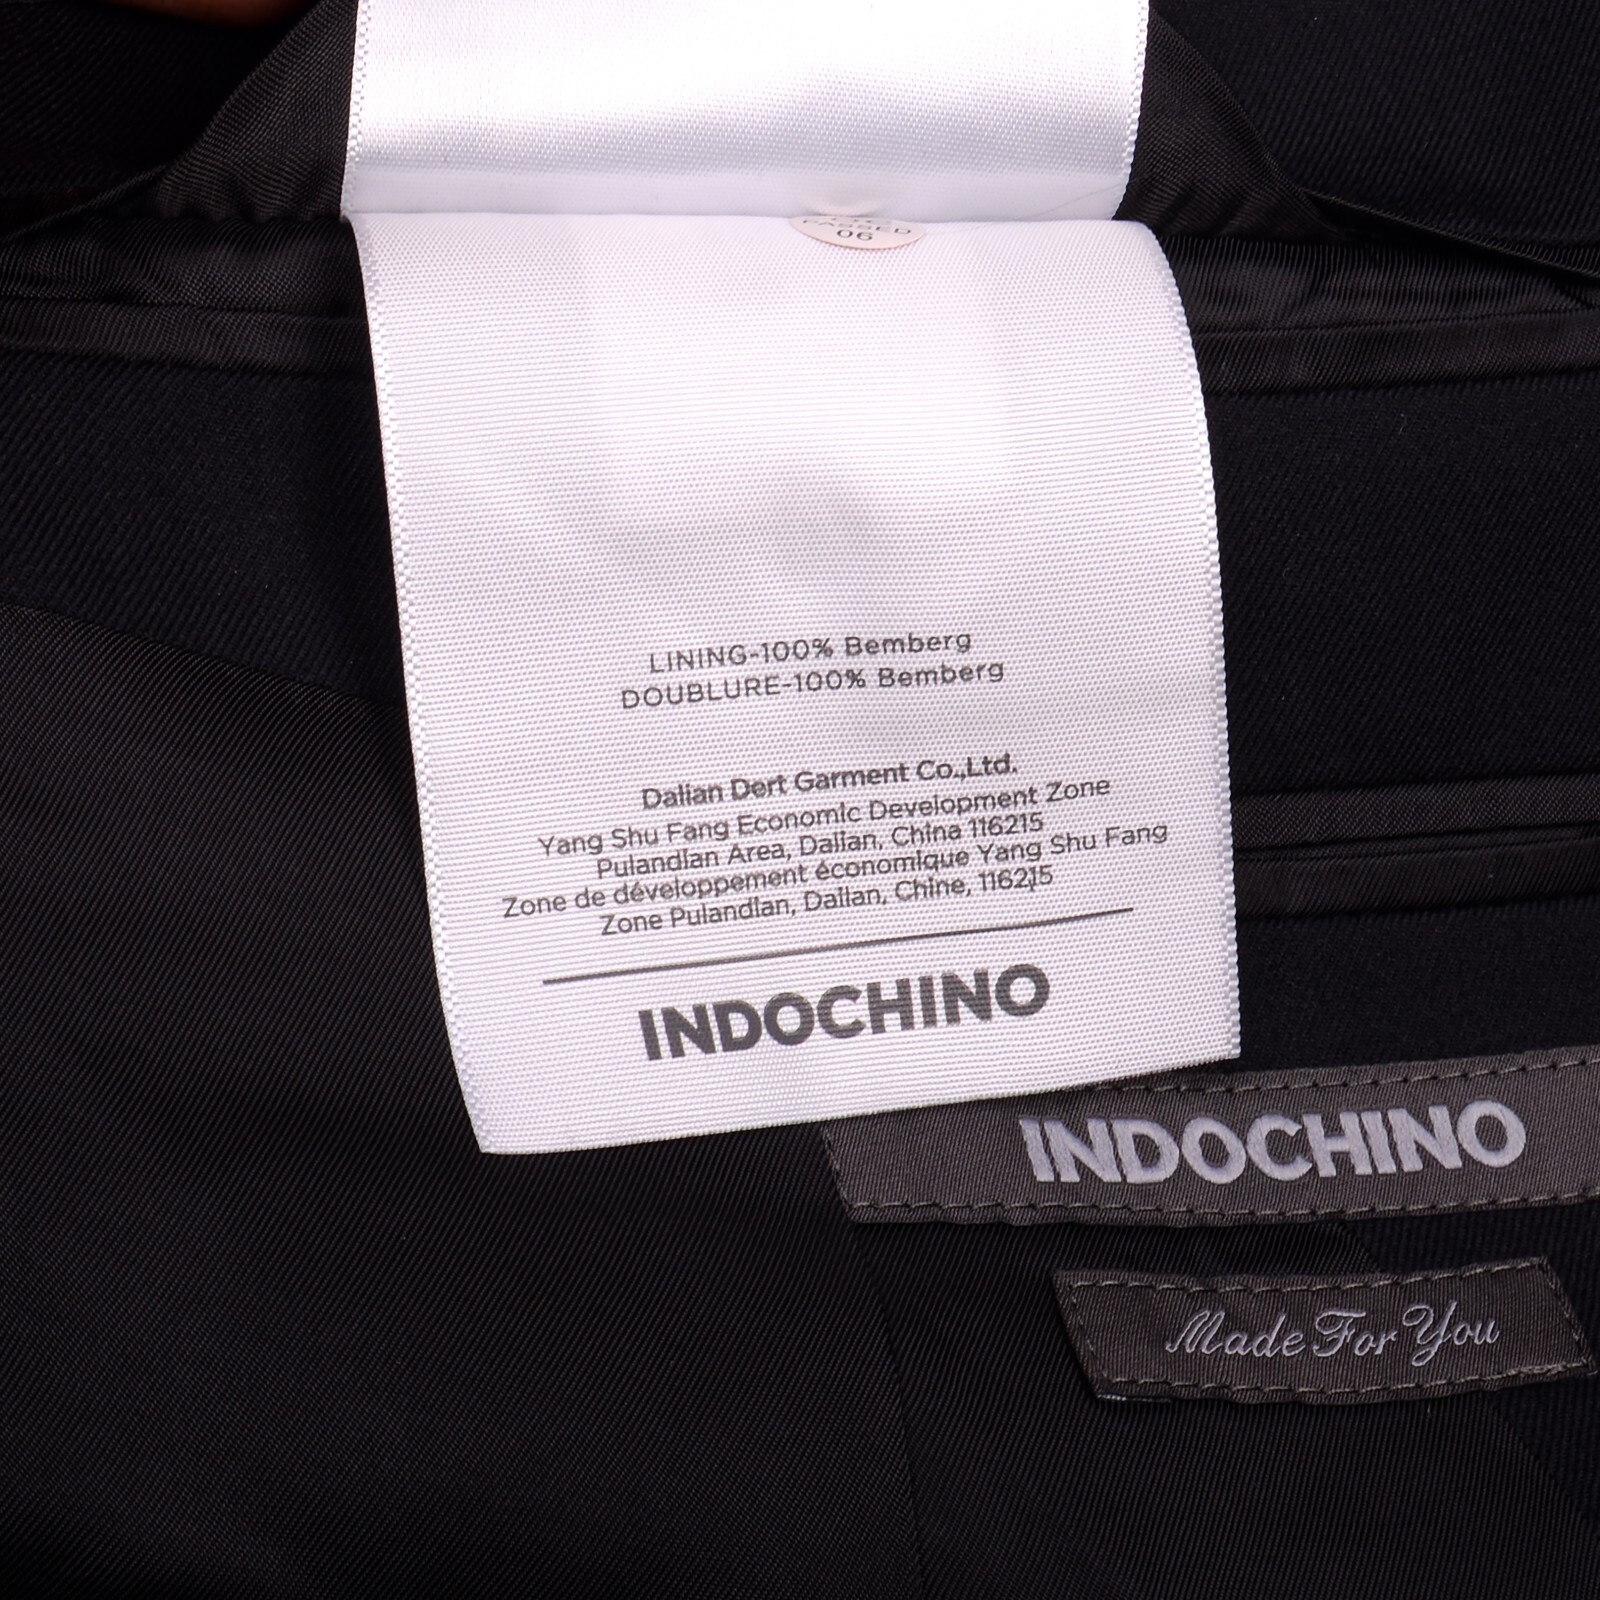 PASSED
06
LINING-100% Bemberg
DOUBLURE-100% Bemberg
Dalian Dert Garment Co.,Ltd.
Yang Shu Fang Economic Development Zone
Pulandian Area, Dalian, China 116215
Zone de développement économique Yang Shu Fang
Zone Pulandian, Dalian, Chine, 116215
INDOCHINO
INDOCHINO
Made For You